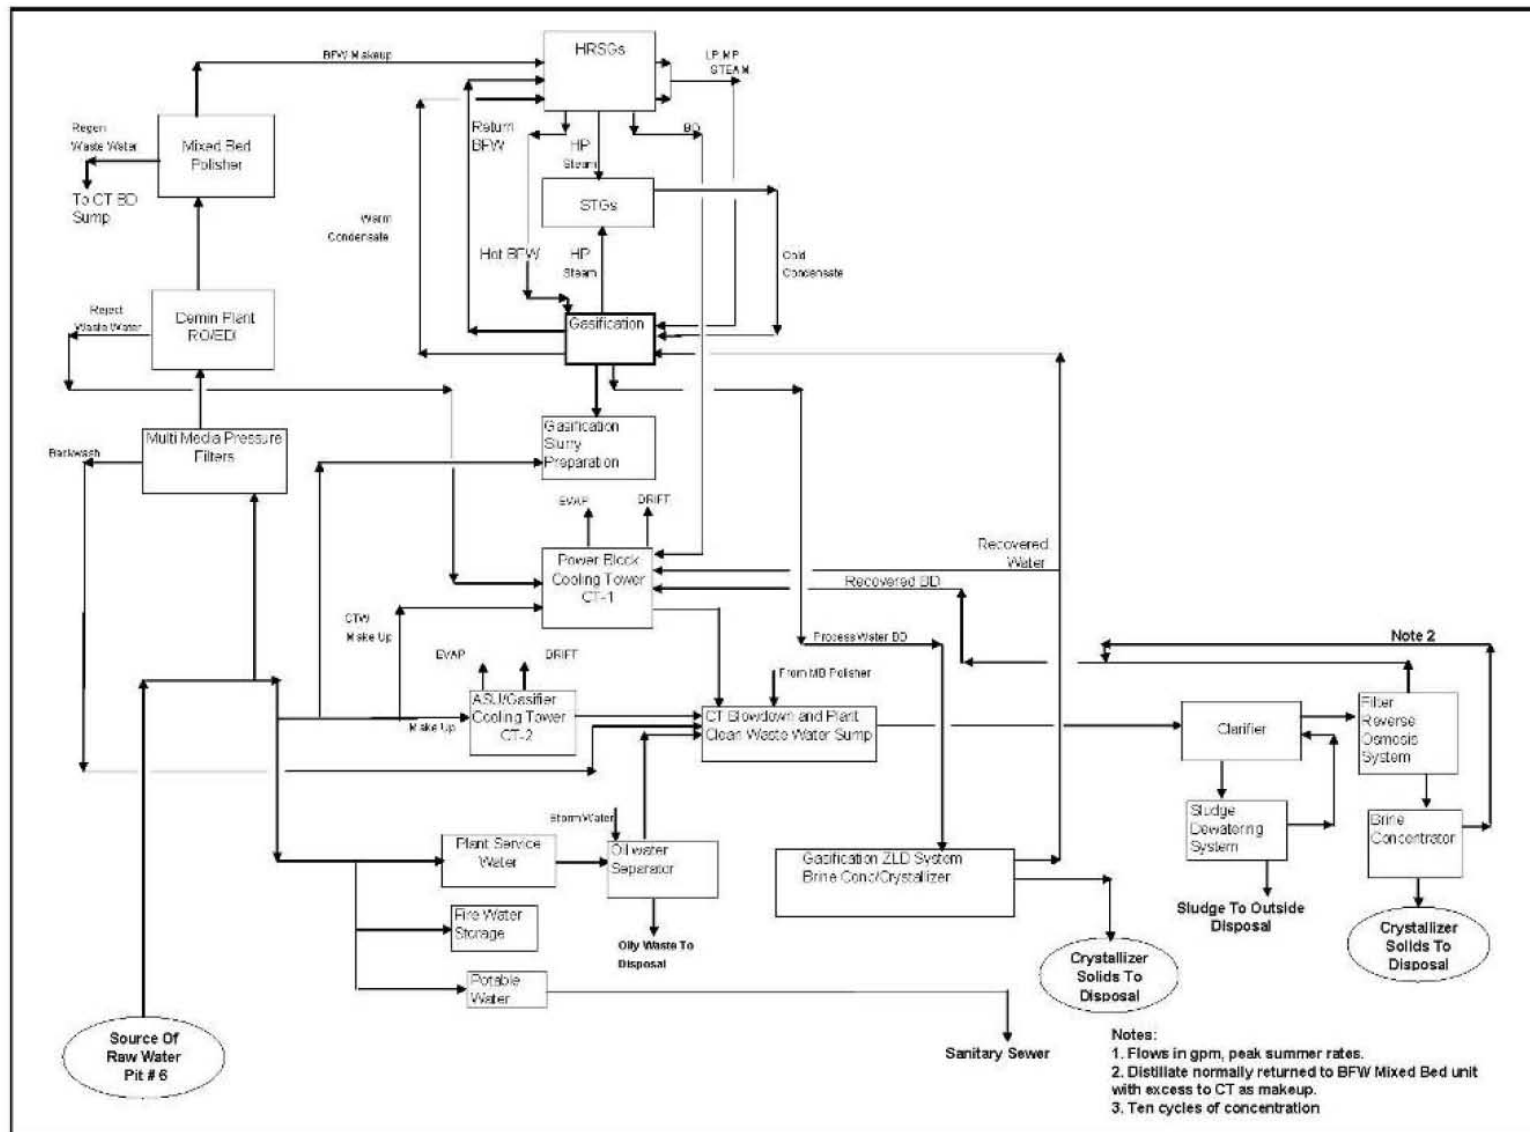 HRSGs
BFW Makeup
LP MP
STEAM
Regen
Waste Water
Mixed Bed
Polisher
Return
BFW
HP
Steam
BD
To CT BD
Sump
STGs
Warm
Condensate
Hot BFW
HP
Steam
Cold
Condensate
Reject
Waste Water
Demin Plant
RO/EDI
Gasification
Multi Media Pressure
Filters
Backwash
Gasification
Slurry
Preparation
EVAP
DRIFT
Power Block
Cooling Tower
CT-1
Recovered
Water
Recovered BD
CTW
Make Up
Process Water BD
Note 2
EVAP
DRIFT
From MB Polisher
ASU/Gasifier
Cooling Tower
CT-2
Make Up
CT Blowdown and Plant
Clean Waste Water Sump
Clarifier
Filter
Reverse
Osmosis
System
Storm Water
Plant Service
Water
Oil water
Separator
Gasification ZLD System
Brine Conc/Crystallizer
Sludge
Dewatering
System
Brine
Concentrator
Fire Water
Storage
Oily Waste To
Disposal
Sludge To Outside
Disposal
Crystallizer
Solids To
Disposal
Crystallizer
Solids To
Disposal
Potable
Water
Source Of
Raw Water
Pit # 6
Sanitary Sewer
Notes:
1. Flows in gpm, peak summer rates.
2. Distillate normally returned to BFW Mixed Bed unit
with excess to CT as makeup.
3. Ten cycles of concentration